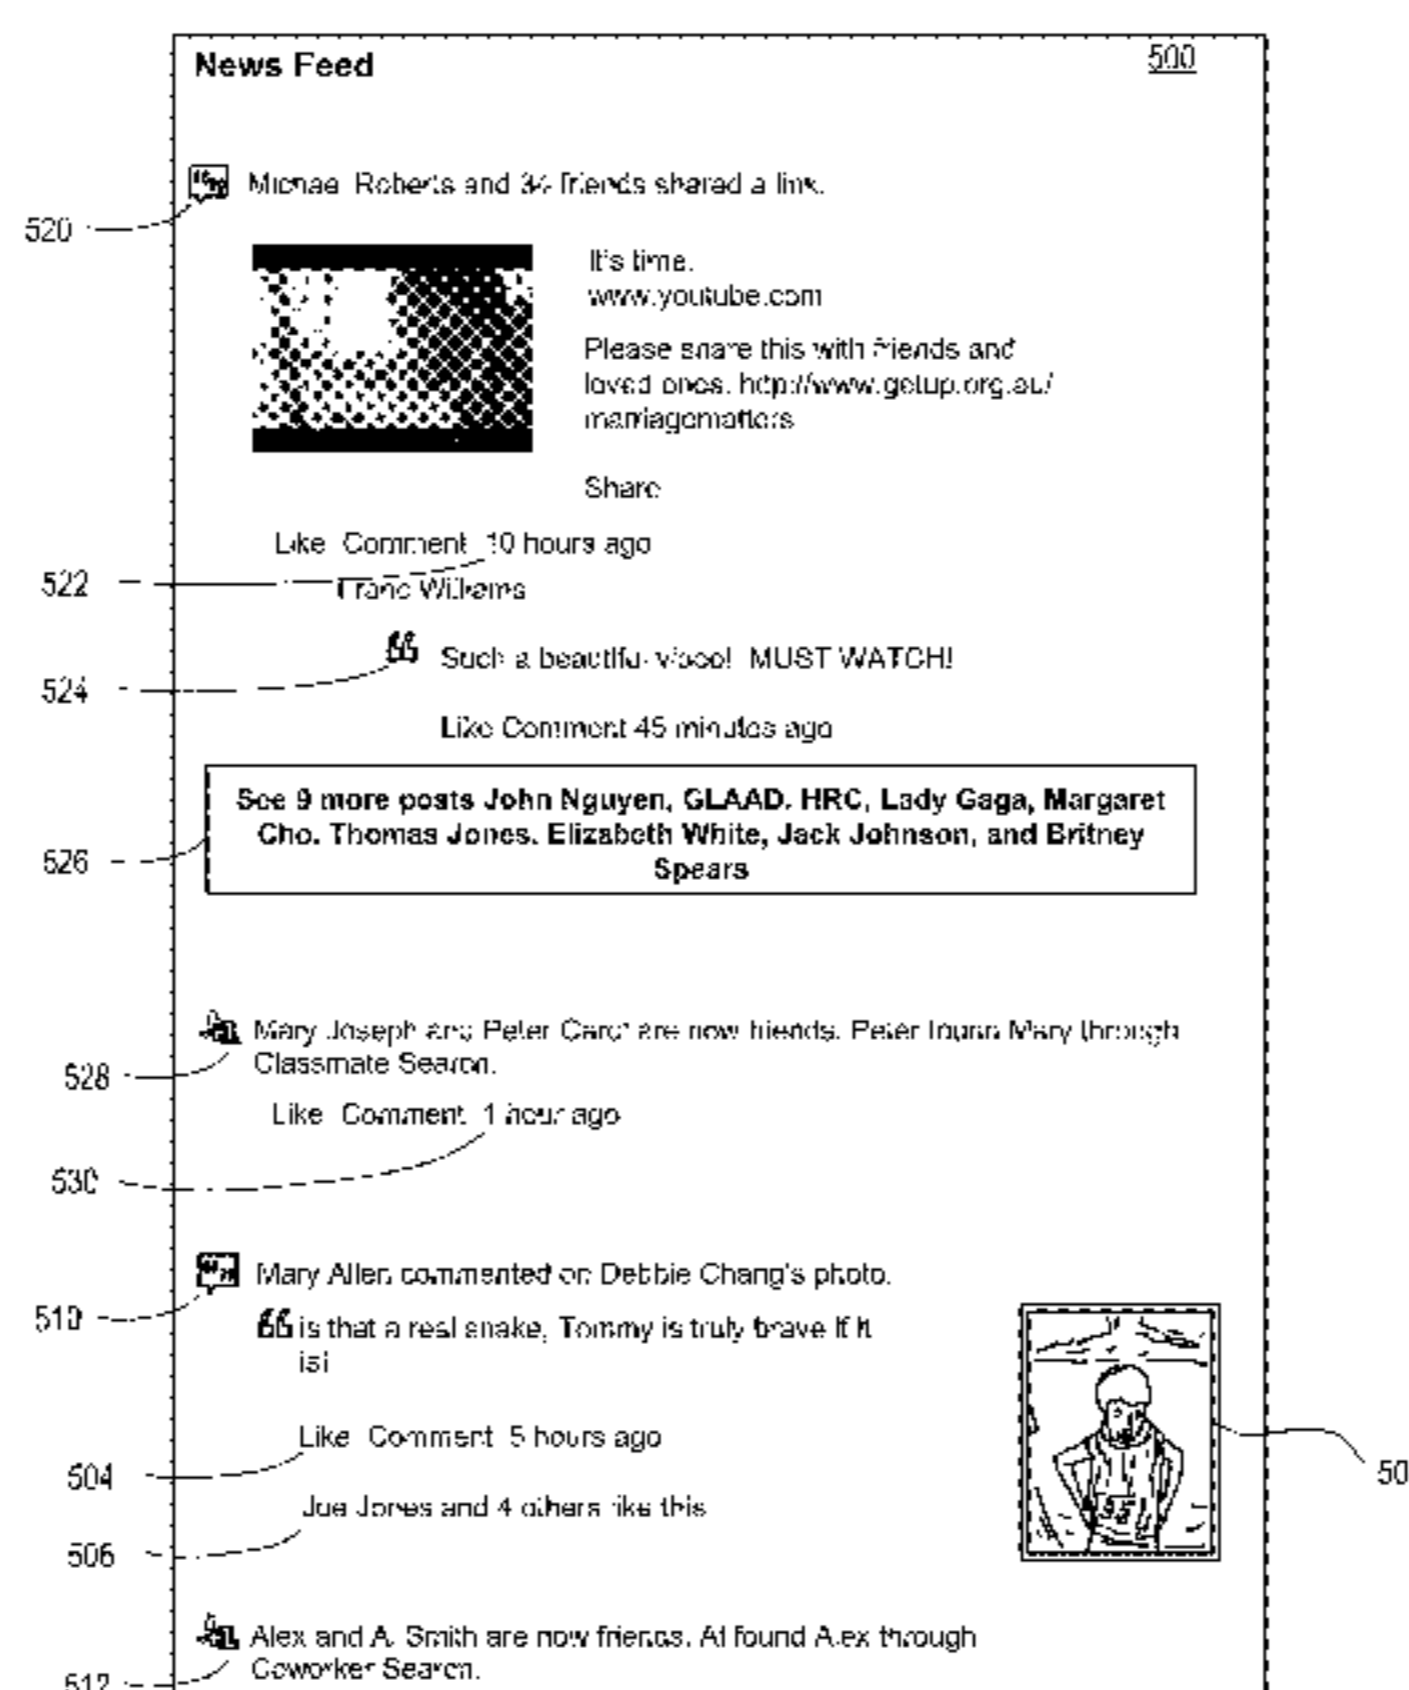 News Feed 500
Michael Roberts and friends shared a link.
520
It's time.
www.youtube.com
Please share this with friends and
loved ones. http://www.getup.org.au/
marriagematters
Share
Like Comment 10 hours ago
522
Franc Williams
Such a beautiful video! MUST WATCH!
524
Like Comment 45 minutes ago
See 9 more posts John Nguyen, GLAAD, HRC, Lady Gaga, Margaret
Cho, Thomas Jones, Elizabeth White, Jack Johnson, and Britney
Spears
526
Mary Joseph and Peter are now friends. Peter found Mary through
Classmate Search.
528
Like Comment 1 hour ago
530
Mary Allen commented on Debbie Chang's photo.
510
is that a real snake, Tommy is truly brave if it
is!
Like Comment 5 hours ago
504
50
Joe Jones and 4 others like this
506
Alex and Al Smith are now friends. Al found Alex through
Coworker Search.
512